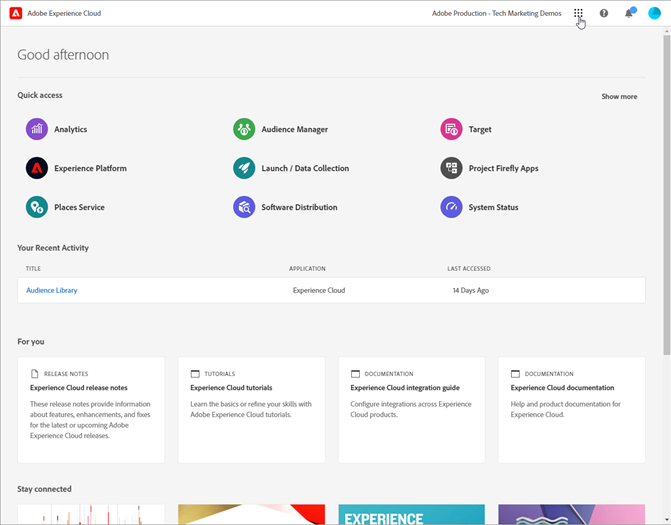 Adobe Experience Cloud
Adobe Production - Tech Marketing Demos
Good afternoon
Quick access
Show more
Analytics
Audience Manager
Target
Experience Platform
Launch / Data Collection
Project Firefly Apps
Places Service
Software Distribution
System Status
Your Recent Activity
TITLE
APPLICATION
LAST ACCESSED
Audience Library
Experience Cloud
14 Days Ago
For you
RELEASE NOTES
Experience Cloud release notes
These release notes provide information
about features, enhancements, and fixes
for the latest or upcoming Adobe
Experience Cloud releases.
TUTORIALS
Experience Cloud tutorials
Learn the basics or refine your skills with
Adobe Experience Cloud tutorials.
DOCUMENTATION
Experience Cloud integration guide
Configure integrations across Experience
Cloud products.
DOCUMENTATION
Experience Cloud documentation
Help and product documentation for
Experience Cloud.
Stay connected
EXPERIENCE